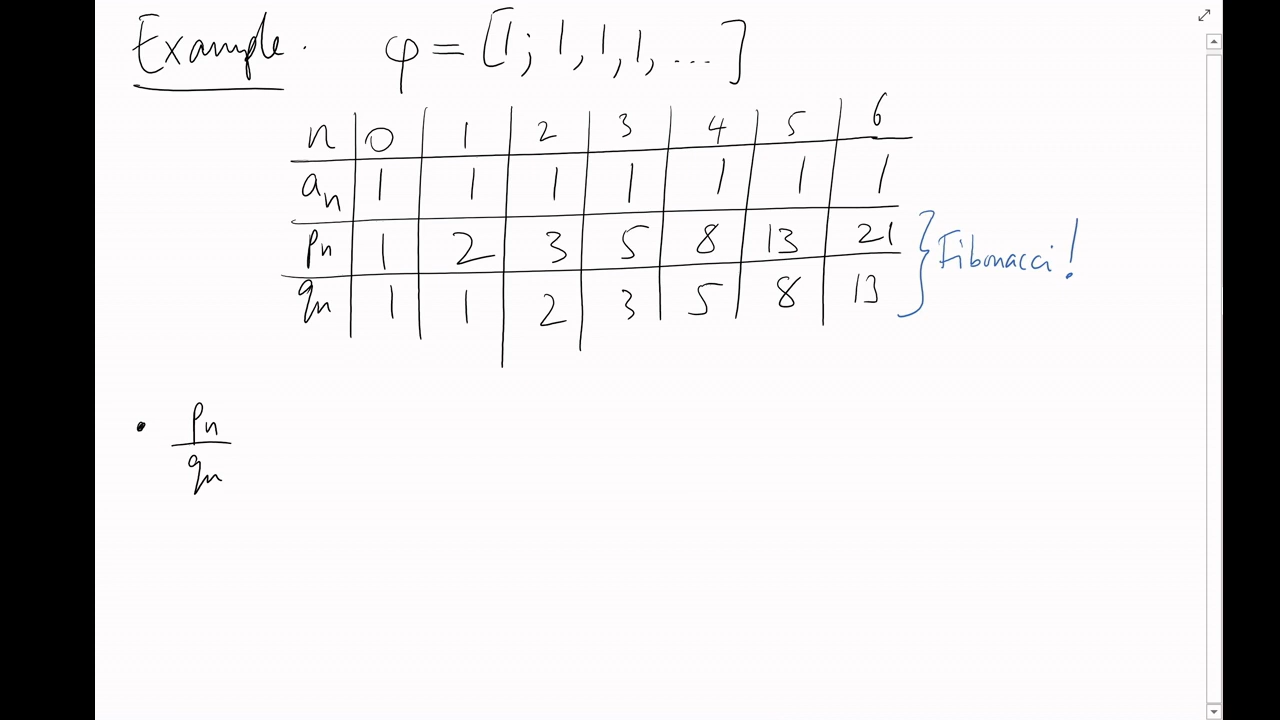 Example. φ = [1; 1, 1, 1, ... ]
n 0 1 2 3 4 5 6
aₙ 1 1 1 1 1 1 1
pₙ 1 2 3 5 8 13 21
qₙ 1 1 2 3 5 8 13
} Fibonacci!
• pₙ
qₙ